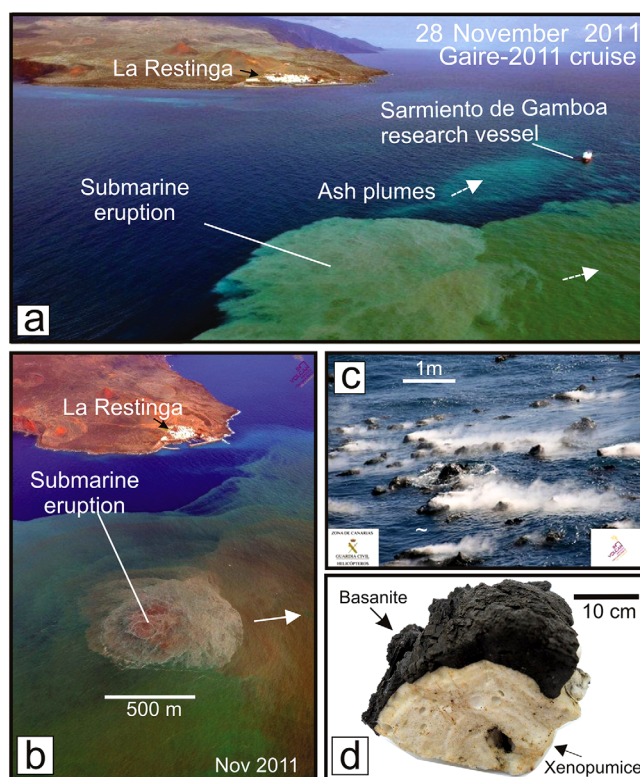 28 November 2011
Gaire-2011 cruise
La Restinga
Sarmiento de Gamboa
research vessel
Submarine
eruption
Ash plumes
a
La Restinga
Submarine
eruption
500 m
b
Nov 2011
c
1m
~
ZONA DE CANARIAS
GUARDIA CIVIL
HELICÓPTEROS
Basanite
10 cm
d
Xenopumice